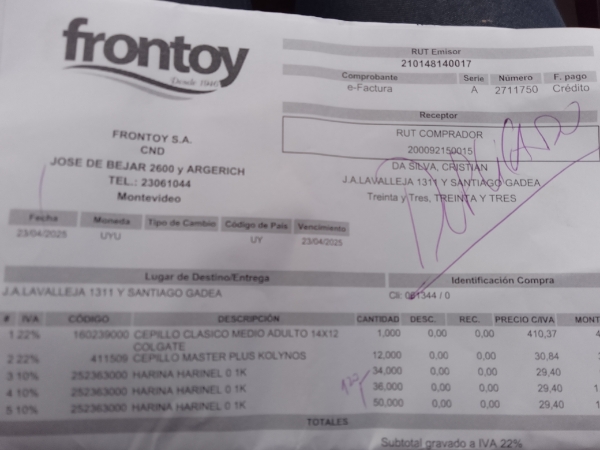 frontoy
Desde 1946
RUT Emisor
210148140017
Comprobante Serie Número F. pago
e-Factura A 2711750 Crédito
Receptor
RUT COMPRADOR
200092150015
DA SILVA, CRISTIAN
J.A.LAVALLEJA 1311 Y SANTIAGO GADEA
Treinta y Tres, TREINTA Y TRES
FRONTOY S.A.
CND
JOSE DE BEJAR 2600 y ARGERICH
TEL.: 23061044
Montevideo
Fecha Moneda Tipo de Cambio Código de País Vencimiento
23/04/2025 UYU UY 23/04/2025
Lugar de Destino/Entrega Identificación Compra
J.A.LAVALLEJA 1311 Y SANTIAGO GADEA Cli: 061344 / 0
# IVA CÓDIGO DESCRIPCIÓN CANTIDAD DESC. REC. PRECIO C/IVA MONT
1 22% 160239000 CEPILLO CLASICO MEDIO ADULTO 14X12 1,000 0,00 0,00 410,37 4
COLGATE
2 22% 411509 CEPILLO MASTER PLUS KOLYNOS 12,000 0,00 0,00 30,84
3 10% 252363000 HARINA HARINEL 0 1K 34,000 0,00 0,00 29,40
4 10% 252363000 HARINA HARINEL 0 1K 36,000 0,00 0,00 29,40 1
5 10% 252363000 HARINA HARINEL 0 1K 50,000 0,00 0,00 29,40 1
TOTALES
Subtotal gravado a IVA 22%